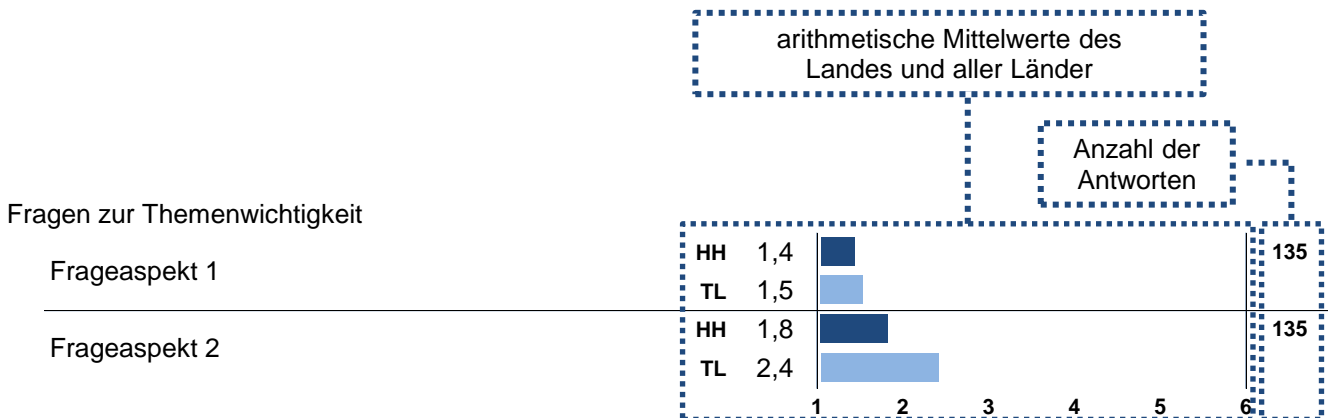 arithmetische Mittelwerte des
Landes und aller Länder
Anzahl der
Antworten
Fragen zur Themenwichtigkeit
Frageaspekt 1
HH 1,4 135
TL 1,5
Frageaspekt 2
HH 1,8 135
TL 2,4
1 2 3 4 5 6